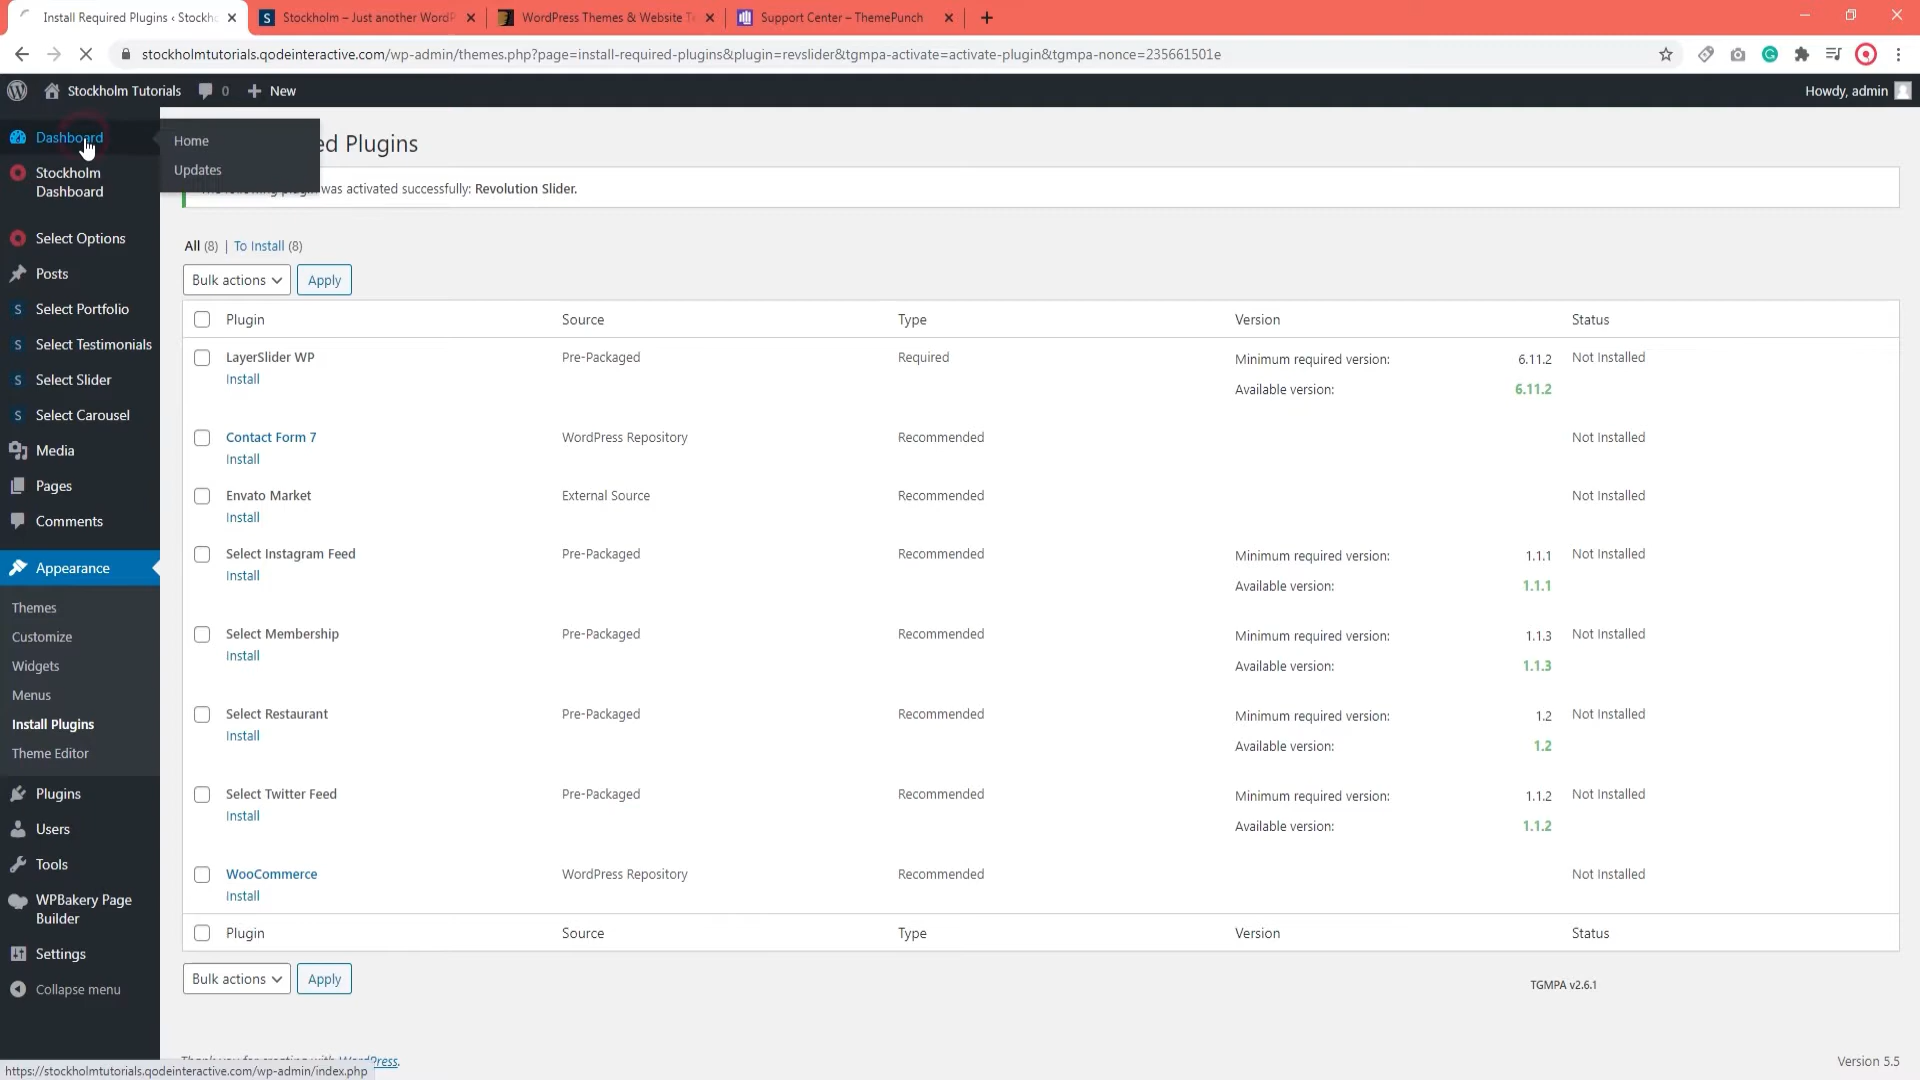 Install Required Plugins ‹ Stockh
Stockholm – Just another WordP
WordPress Themes & Website Te
Support Center – ThemePunch
stockholmtutorials.qodeinteractive.com/wp-admin/themes.php?page=install-required-plugins&plugin=revslider&tgmpa-activate=activate-plugin&tgmpa-nonce=235661501e
Stockholm Tutorials
0
New
Howdy, admin
Dashboard
Home
Updates
Stockholm
Dashboard
Select Options
Posts
Select Portfolio
Select Testimonials
Select Slider
Select Carousel
Media
Pages
Comments
Appearance
Themes
Customize
Widgets
Menus
Install Plugins
Theme Editor
Plugins
Users
Tools
WPBakery Page
Builder
Settings
Collapse menu
ed Plugins
was activated successfully: Revolution Slider.
All (8) | To Install (8)
Bulk actions Apply
Plugin Source Type Version Status
LayerSlider WP Pre-Packaged Required Minimum required version: 6.11.2 Not Installed
Install Available version: 6.11.2
Contact Form 7 WordPress Repository Recommended Not Installed
Install
Envato Market External Source Recommended Not Installed
Install
Select Instagram Feed Pre-Packaged Recommended Minimum required version: 1.1.1 Not Installed
Install Available version: 1.1.1
Select Membership Pre-Packaged Recommended Minimum required version: 1.1.3 Not Installed
Install Available version: 1.1.3
Select Restaurant Pre-Packaged Recommended Minimum required version: 1.2 Not Installed
Install Available version: 1.2
Select Twitter Feed Pre-Packaged Recommended Minimum required version: 1.1.2 Not Installed
Install Available version: 1.1.2
WooCommerce WordPress Repository Recommended Not Installed
Install
Plugin Source Type Version Status
Bulk actions Apply
TGMPA v2.6.1
Thank you for creating with WordPress.
Version 5.5
https://stockholmtutorials.qodeinteractive.com/wp-admin/index.php